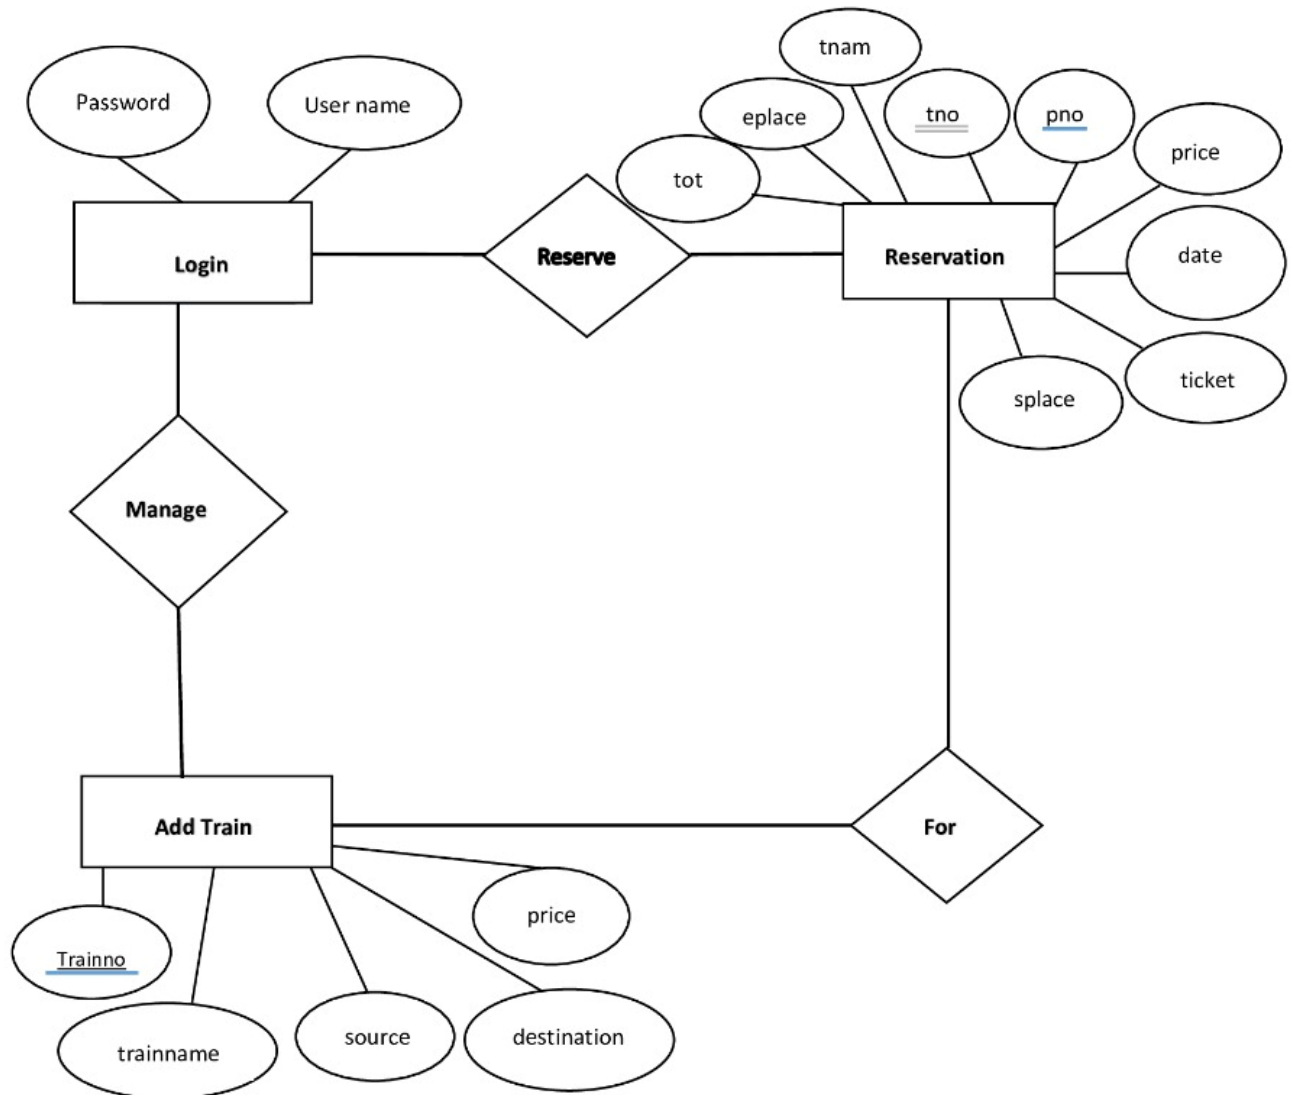 tnam
Password
User name
eplace
tno
pno
price
tot
date
Login
Reserve
Reservation
ticket
splace
Manage
Add Train
For
price
Trainno
trainname
source
destination